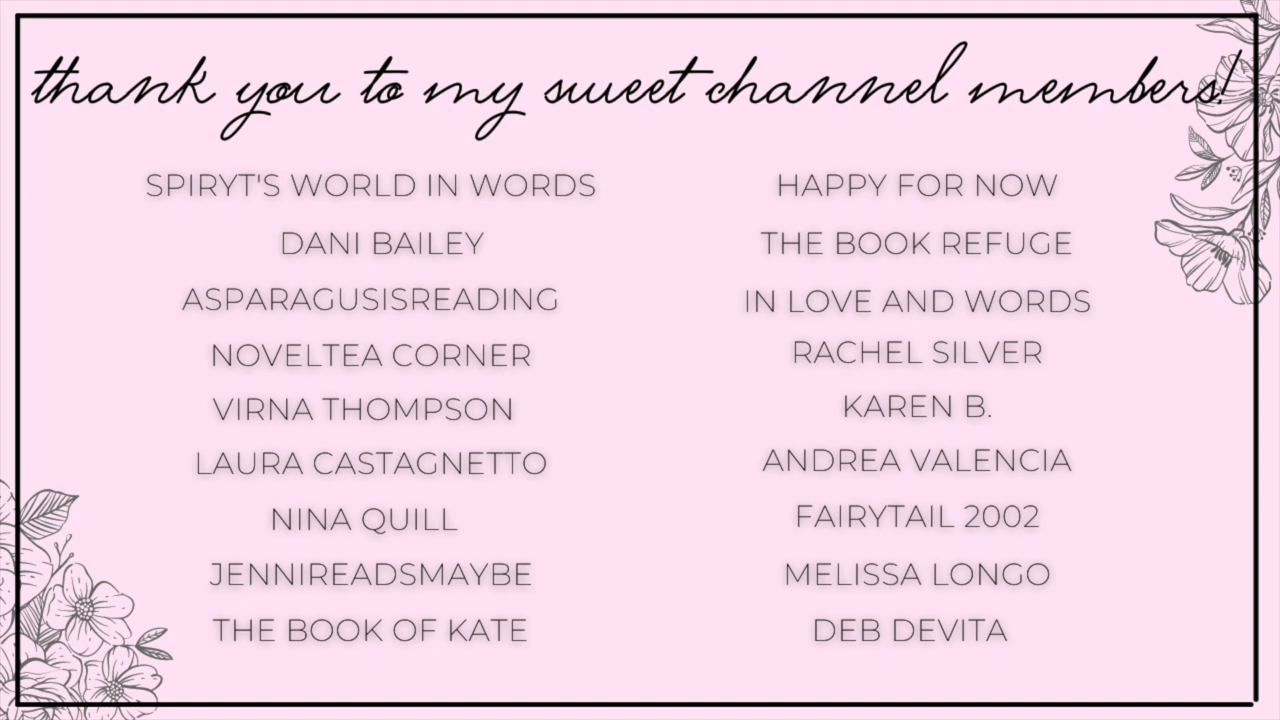 thank you to my sweet channel members!
SPIRYT'S WORLD IN WORDS
DANI BAILEY
ASPARAGUSISREADING
NOVELTEA CORNER
VIRNA THOMPSON
LAURA CASTAGNETTO
NINA QUILL
JENNIREADSMAYBE
THE BOOK OF KATE
HAPPY FOR NOW
THE BOOK REFUGE
IN LOVE AND WORDS
RACHEL SILVER
KAREN B.
ANDREA VALENCIA
FAIRYTAIL 2002
MELISSA LONGO
DEB DEVITA